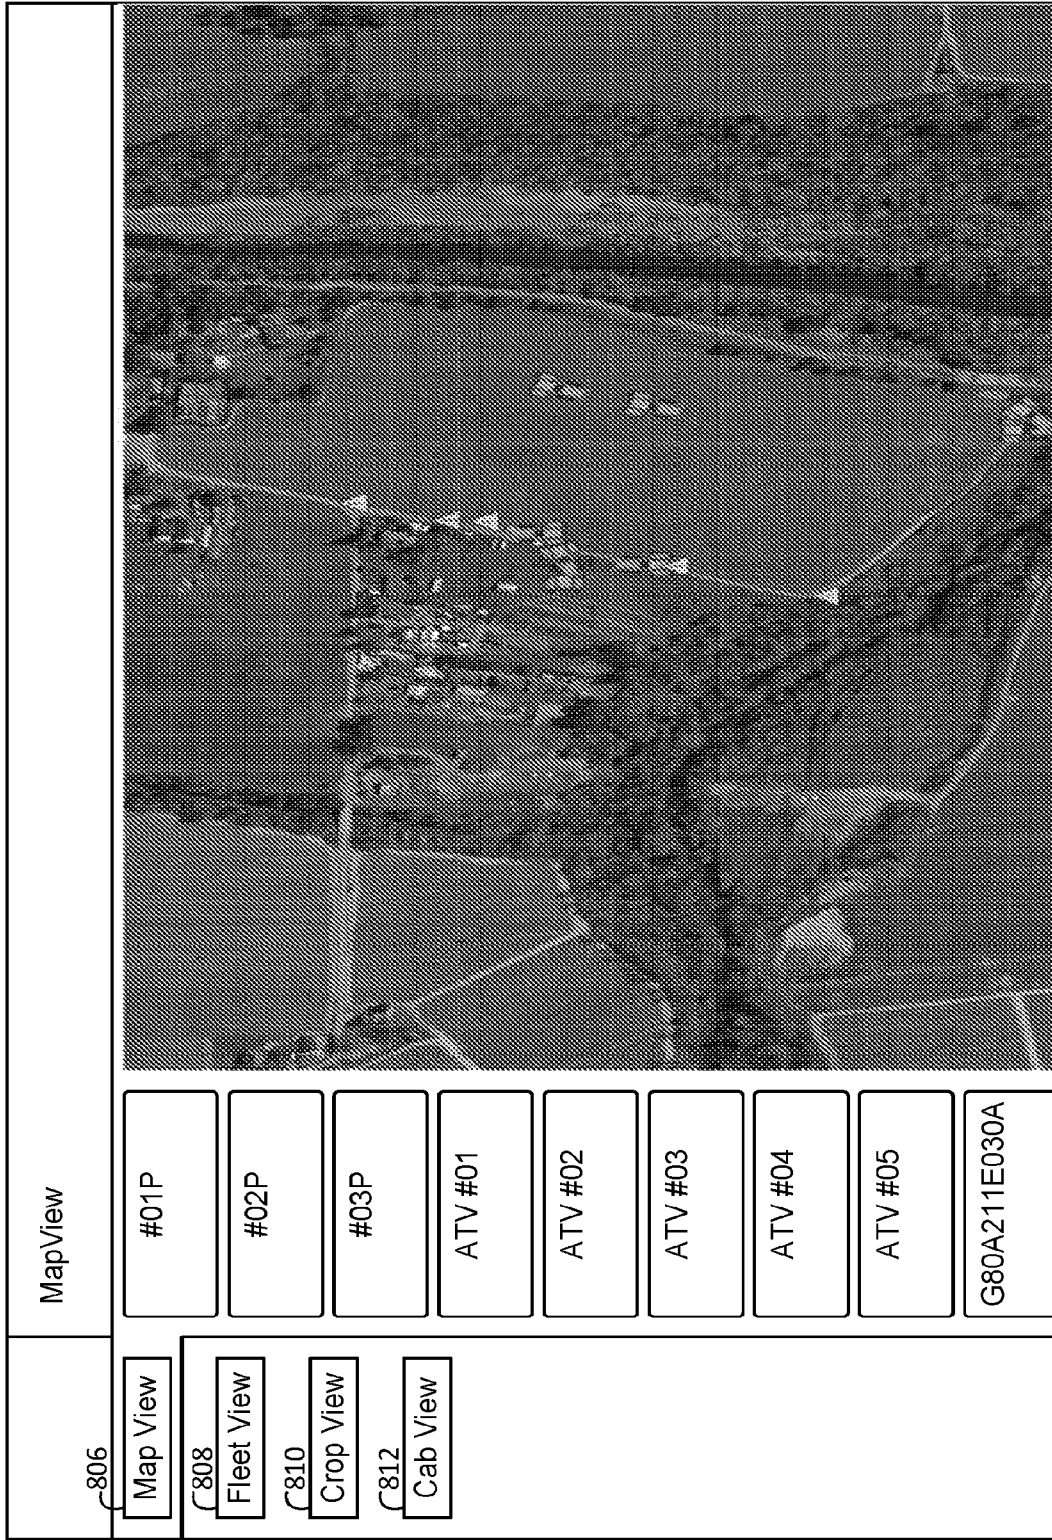 MapView
806
Map View
808
Fleet View
810
Crop View
812
Cab View
#01P
#02P
#03P
ATV #01
ATV #02
ATV #03
ATV #04
ATV #05
G80A211E030A